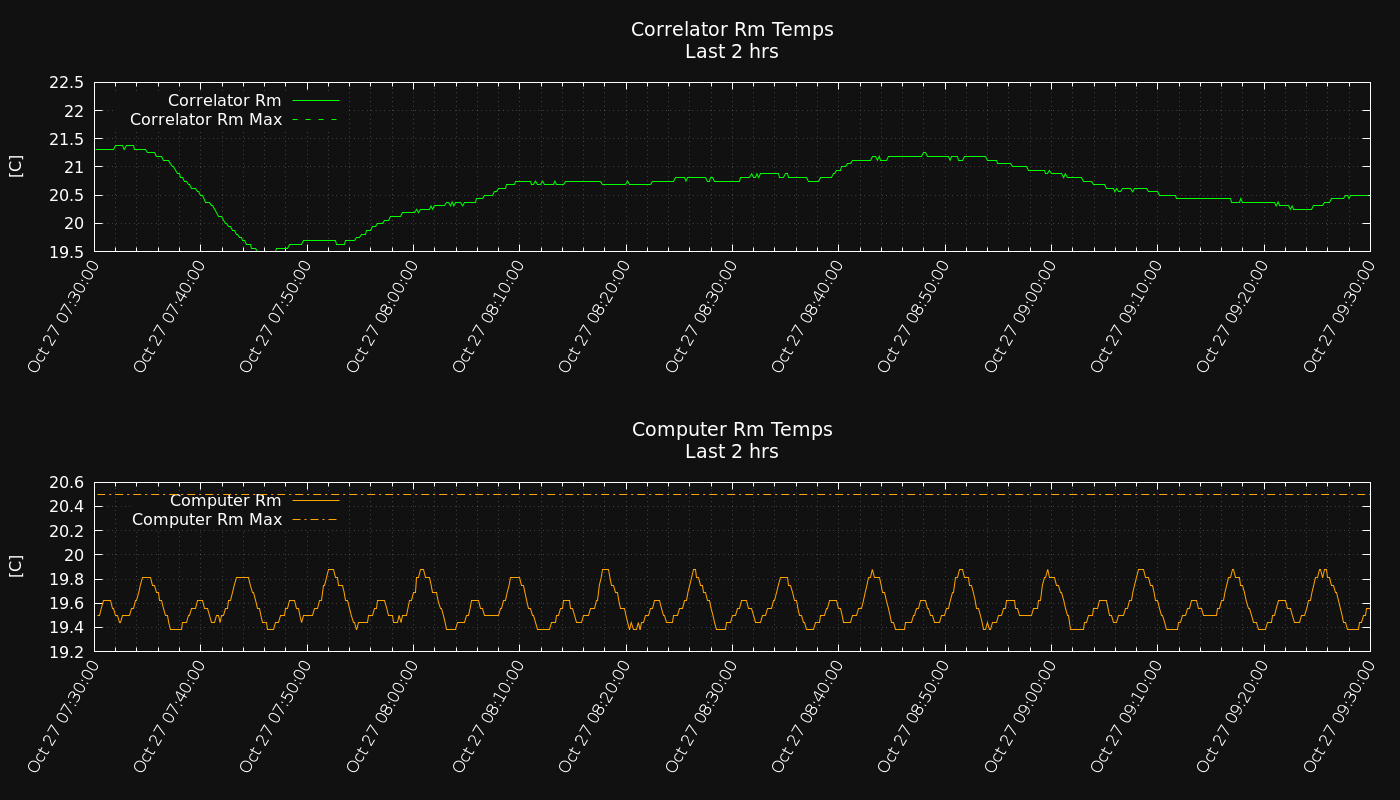 Correlator Rm Temps
Last 2 hrs
22.5
22
21.5
21
20.5
20
19.5
[C]
Correlator Rm
Correlator Rm Max
Oct 27 07:30:00
Oct 27 07:40:00
Oct 27 07:50:00
Oct 27 08:00:00
Oct 27 08:10:00
Oct 27 08:20:00
Oct 27 08:30:00
Oct 27 08:40:00
Oct 27 08:50:00
Oct 27 09:00:00
Oct 27 09:10:00
Oct 27 09:20:00
Oct 27 09:30:00
Computer Rm Temps
Last 2 hrs
20.6
20.4
20.2
20
19.8
19.6
19.4
19.2
[C]
Computer Rm
Computer Rm Max
Oct 27 07:30:00
Oct 27 07:40:00
Oct 27 07:50:00
Oct 27 08:00:00
Oct 27 08:10:00
Oct 27 08:20:00
Oct 27 08:30:00
Oct 27 08:40:00
Oct 27 08:50:00
Oct 27 09:00:00
Oct 27 09:10:00
Oct 27 09:20:00
Oct 27 09:30:00